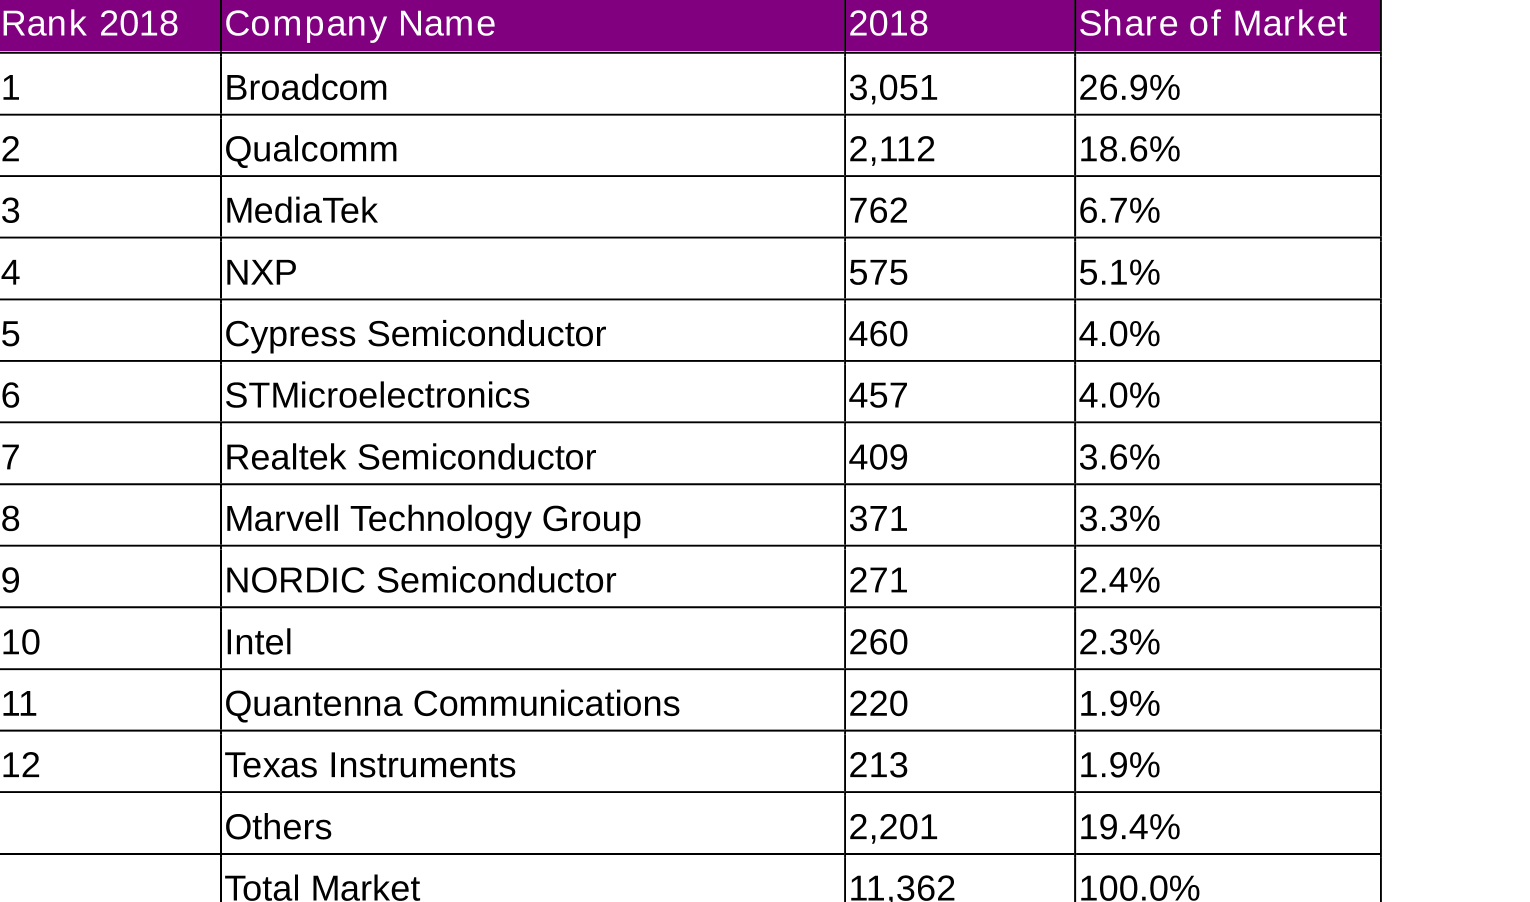 Rank 2018 Company Name 2018 Share of Market
1 Broadcom 3,051 26.9%
2 Qualcomm 2,112 18.6%
3 MediaTek 762 6.7%
4 NXP 575 5.1%
5 Cypress Semiconductor 460 4.0%
6 STMicroelectronics 457 4.0%
7 Realtek Semiconductor 409 3.6%
8 Marvell Technology Group 371 3.3%
9 NORDIC Semiconductor 271 2.4%
10 Intel 260 2.3%
11 Quantenna Communications 220 1.9%
12 Texas Instruments 213 1.9%
Others 2,201 19.4%
Total Market 11,362 100.0%